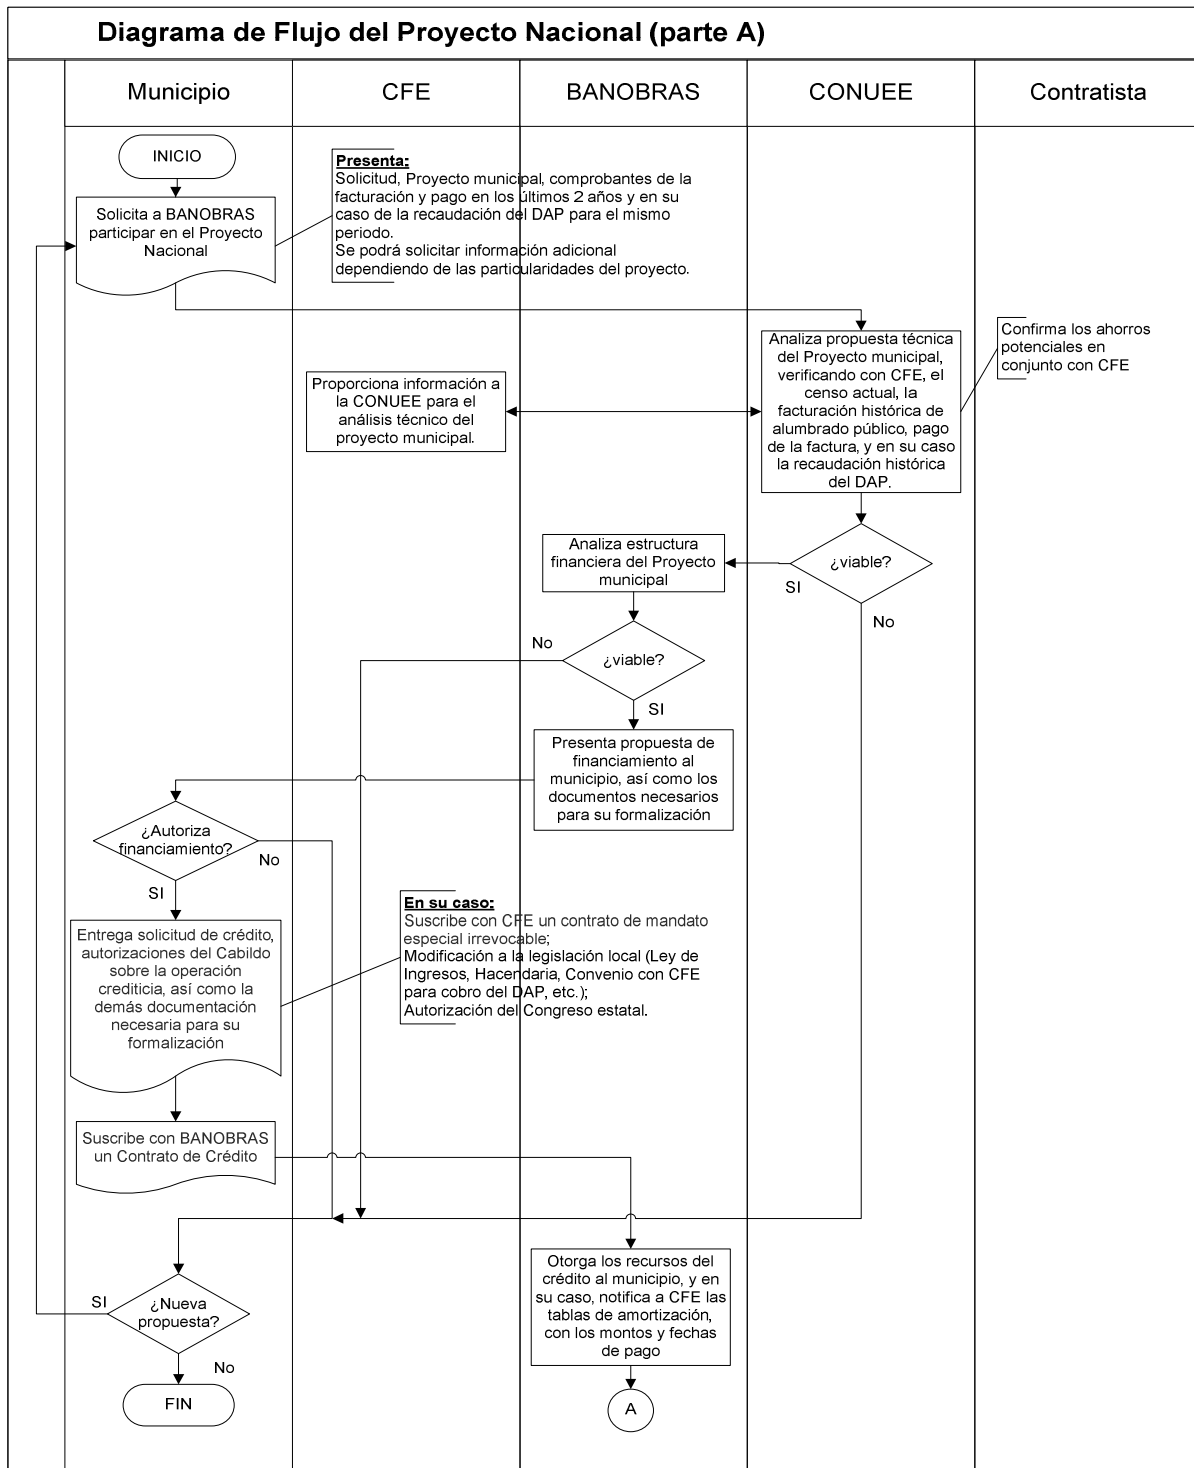 Diagrama de Flujo del Proyecto Nacional (parte A)
Municipio
CFE
BANOBRAS
CONUEE
Contratista
INICIO
Solicita a BANOBRAS
participar en el Proyecto
Nacional
Presenta:
Solicitud, Proyecto municipal, comprobantes de la
facturación y pago en los últimos 2 años y en su
caso de la recaudación del DAP para el mismo
periodo.
Se podrá solicitar información adicional
dependiendo de las particularidades del proyecto.
Analiza propuesta técnica
del Proyecto municipal,
verificando con CFE, el
censo actual, la
facturación histórica de
alumbrado público, pago
de la factura, y en su caso
la recaudación histórica
del DAP.
Confirma los ahorros
potenciales en
conjunto con CFE
Proporciona información a
la CONUEE para el
análisis técnico del
proyecto municipal.
¿viable?
SI
No
Analiza estructura
financiera del Proyecto
municipal
¿viable?
No
SI
Presenta propuesta de
financiamiento al
municipio, así como los
documentos necesarios
para su formalización
¿Autoriza
financiamiento?
No
SI
Entrega solicitud de crédito,
autorizaciones del Cabildo
sobre la operación
crediticia, así como la
demás documentación
necesaria para su
formalización
En su caso:
Suscribe con CFE un contrato de mandato
especial irrevocable;
Modificación a la legislación local (Ley de
Ingresos, Hacendaria, Convenio con CFE
para cobro del DAP, etc.);
Autorización del Congreso estatal.
Suscribe con BANOBRAS
un Contrato de Crédito
Otorga los recursos del
crédito al municipio, y en
su caso, notifica a CFE las
tablas de amortización,
con los montos y fechas
de pago
A
¿Nueva
propuesta?
SI
No
FIN